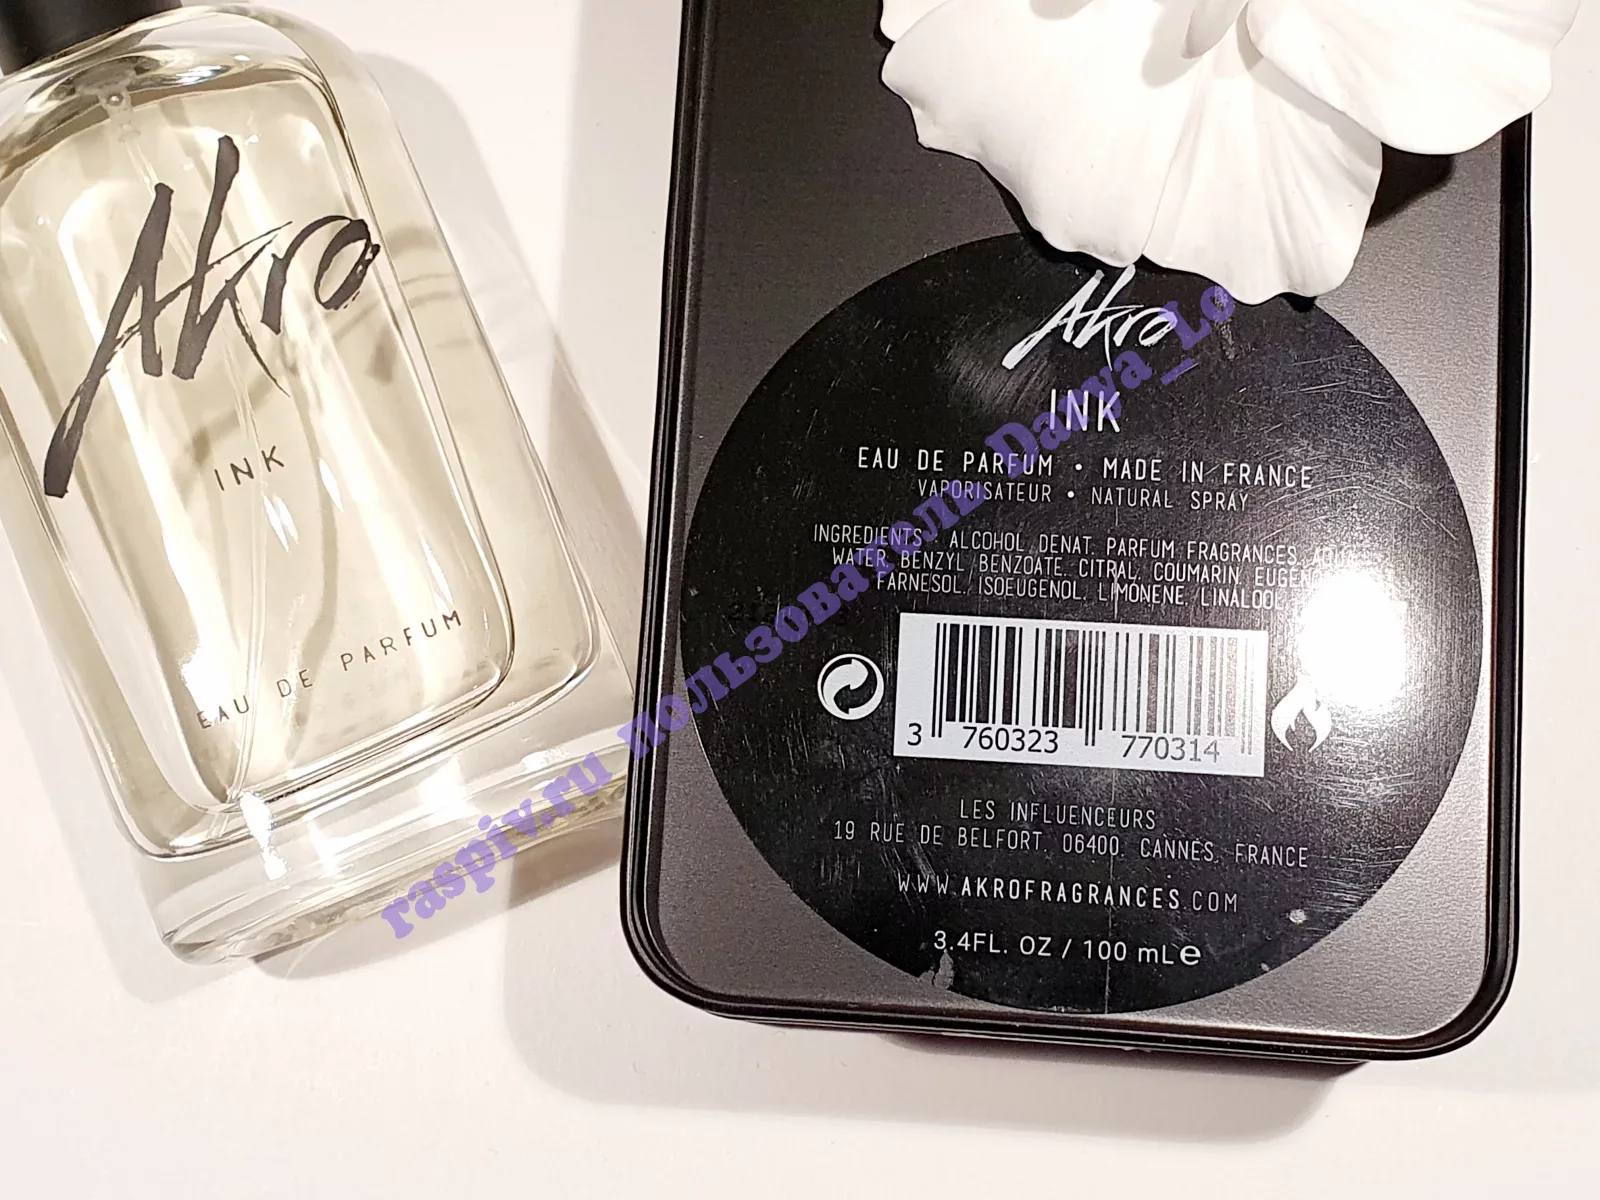 Akro
INK
EAU DE PARFUM
Akro
INK
EAU DE PARFUM • MADE IN FRANCE
VAPORISATEUR • NATURAL SPRAY
INGREDIENTS : ALCOHOL DENAT, PARFUM FRAGRANCES,
WATER, BENZYL BENZOATE, CITRAL, COUMARIN,
FARNESOL, ISOEUGENOL, LIMONENE, LINALOOL
3 760323 770314
LES INFLUENCEURS
19 RUE DE BELFORT, 06400, CANNES, FRANCE
WWW.AKROFRAGRANCES.COM
3.4FL. OZ / 100 mL e
raspiv.ru пользователь Darya_Lo